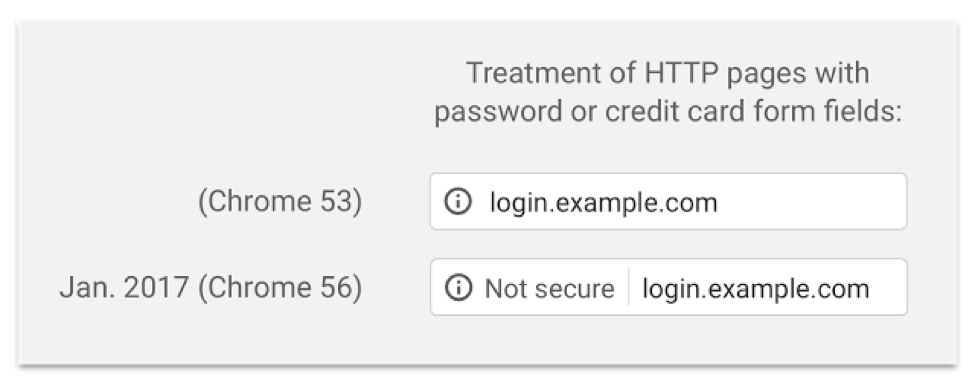 Treatment of HTTP pages with
password or credit card form fields:
(Chrome 53)
login.example.com
Jan. 2017 (Chrome 56)
Not secure
login.example.com